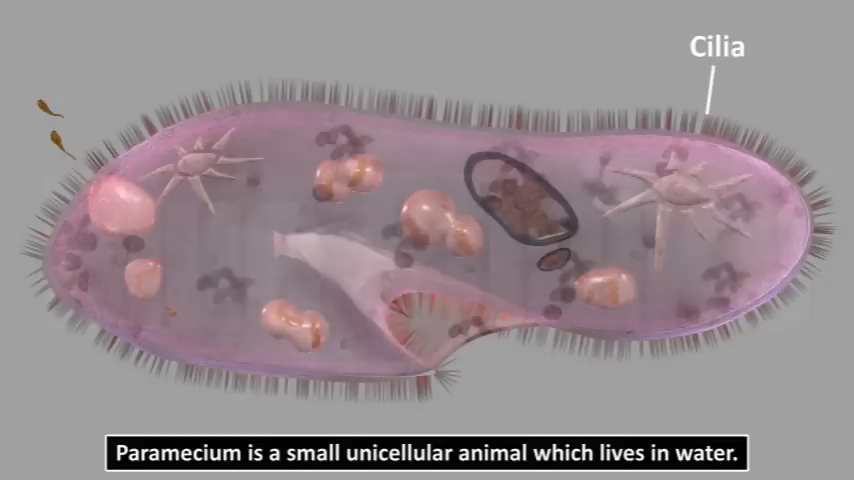 Cilia
Paramecium is a small unicellular animal which lives in water.